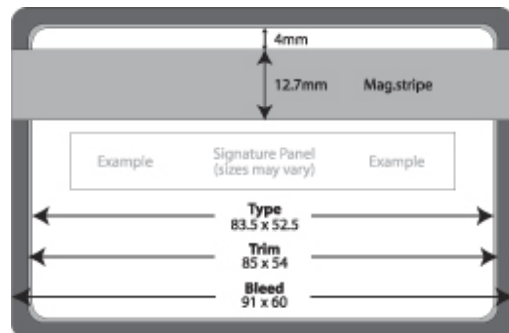 4mm
12.7mm Mag.stripe
Example Signature Panel Example
(sizes may vary)
Type
83.5 x 52.5
Trim
85 x 54
Bleed
91 x 60